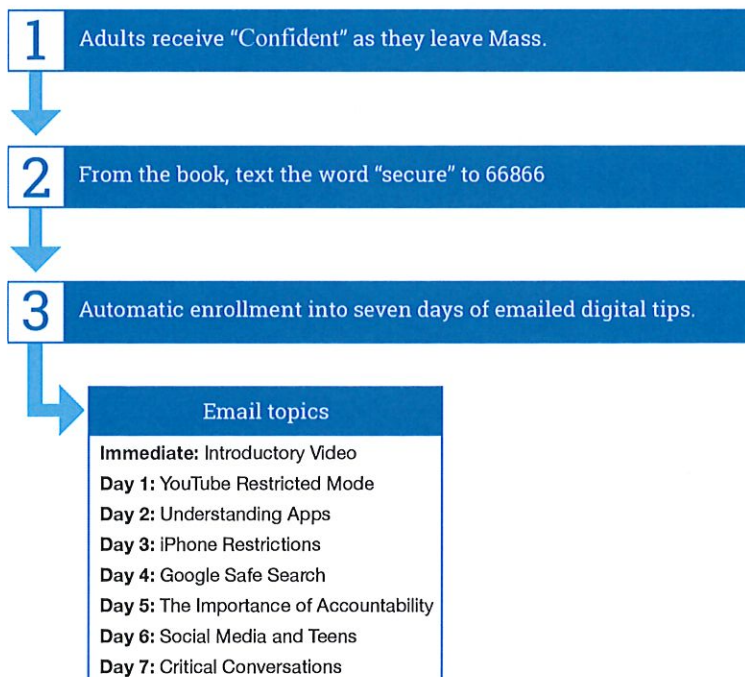 1
Adults receive “Confident” as they leave Mass.
2
From the book, text the word “secure” to 66866
3
Automatic enrollment into seven days of emailed digital tips.
Email topics
Immediate: Introductory Video
Day 1: YouTube Restricted Mode
Day 2: Understanding Apps
Day 3: iPhone Restrictions
Day 4: Google Safe Search
Day 5: The Importance of Accountability
Day 6: Social Media and Teens
Day 7: Critical Conversations